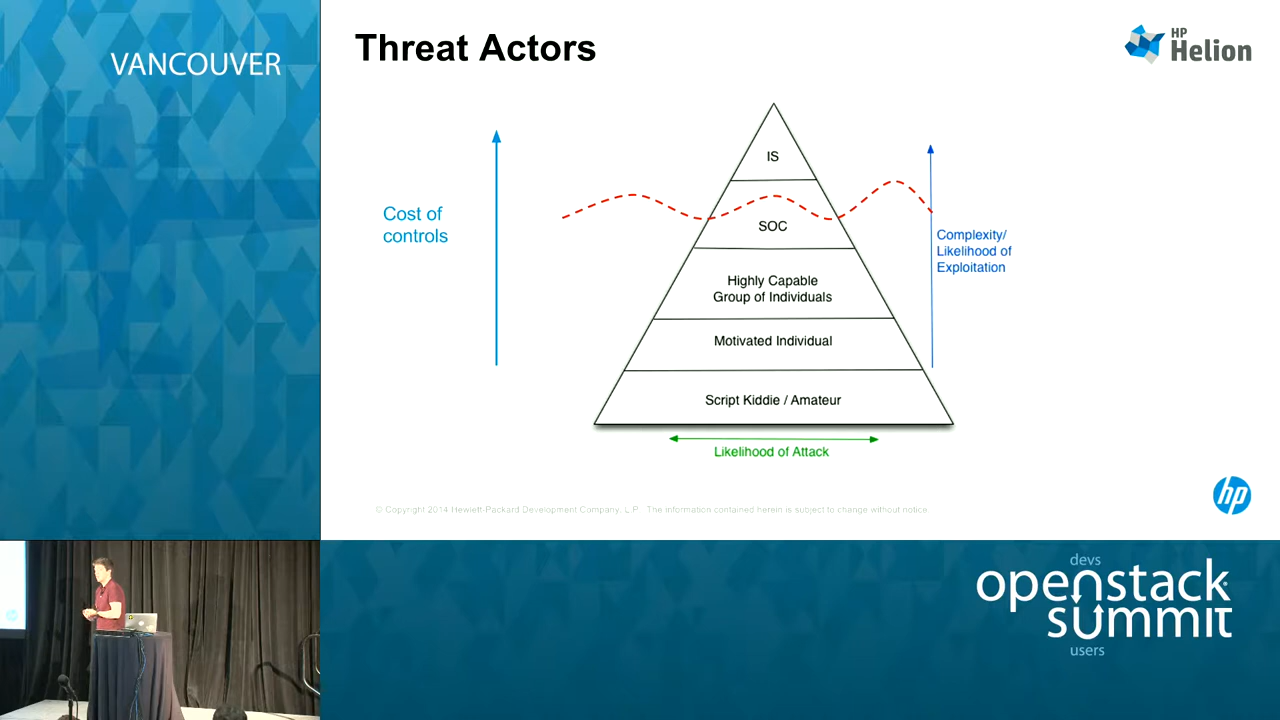 VANCOUVER
Threat Actors
HP
Helion
Cost of
controls
IS
SOC
Highly Capable
Group of Individuals
Motivated Individual
Script Kiddie / Amateur
Complexity/
Likelihood of
Exploitation
Likelihood of Attack
© Copyright 2014 Hewlett-Packard Development Company, L.P. The information contained herein is subject to change without notice.
hp
devs
openstack
summit
users